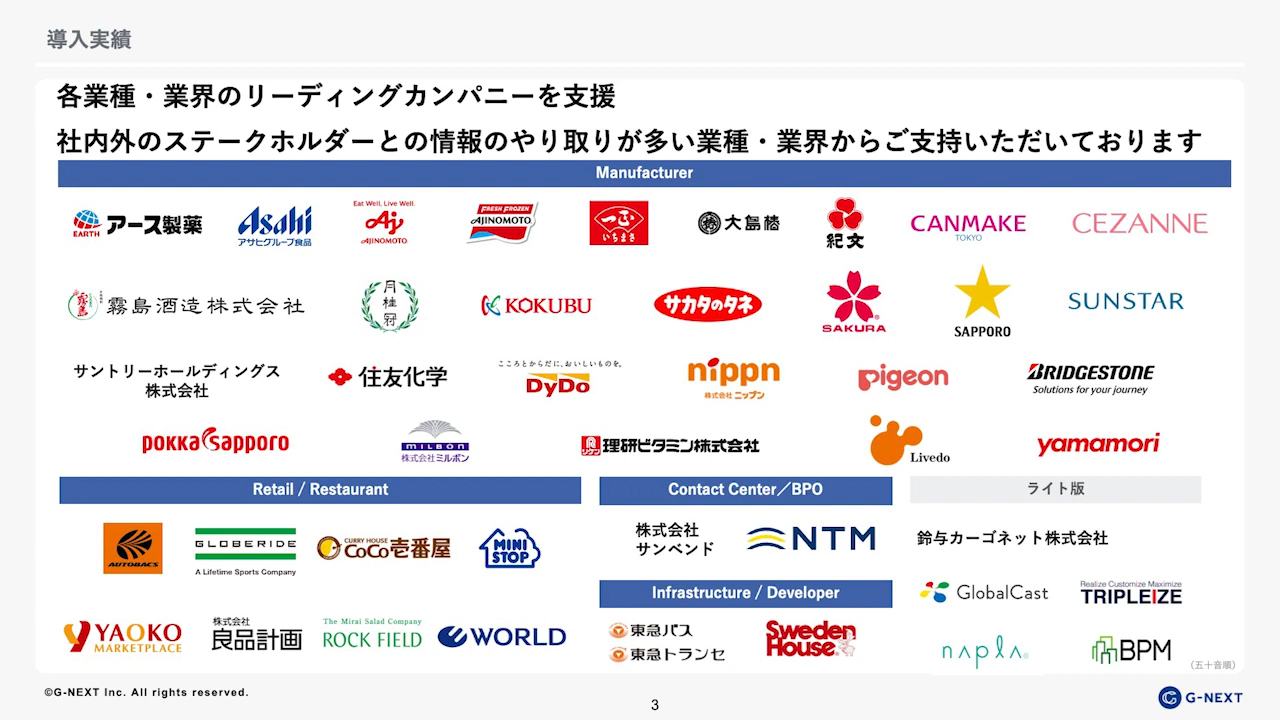 導入実績
各業種・業界のリーディングカンパニーを支援
社内外のステークホルダーとの情報のやり取りが多い業種・業界からご支持いただいております
Manufacturer
EARTH アース製薬
Asahi
アサヒグループ食品
Eat Well, Live Well.
Aj
AJINOMOTO
FRESH FROZEN
AJINOMOTO
一正
いちまさ
大島椿
紀文
CANMAKE
TOKYO
CEZANNE
霧島酒造株式会社
月桂冠
KOKUBU
サカタのタネ
SAKURA
SAPPORO
SUNSTAR
サントリーホールディングス
株式会社
住友化学
こころとからだに、おいしいものを。
DyDo
nippn
株式会社 ニップン
pigeon
BRIDGESTONE
Solutions for your journey
POKKA SAPPORO
MILBON
株式会社ミルボン
リケン 理研ビタミン株式会社
Livedo
yamamori
Retail / Restaurant
AUTOBACS
GLOBERIDE
A Lifetime Sports Company
CURRY HOUSE
CoCo壱番屋
MINI
STOP
YAOKO
MARKETPLACE
株式会社
良品計画
The Mirai Salad Company
ROCK FIELD
WORLD
Contact Center／BPO
株式会社
サンベンド
NTM
Infrastructure / Developer
東急バス
東急トランセ
Sweden
House
ライト版
鈴与カーゴネット株式会社
GlobalCast
Realize Customize Maximize
TRIPLEIZE
napla
BPM
（五十音順）
©G-NEXT Inc. All rights reserved.
3
G-NEXT